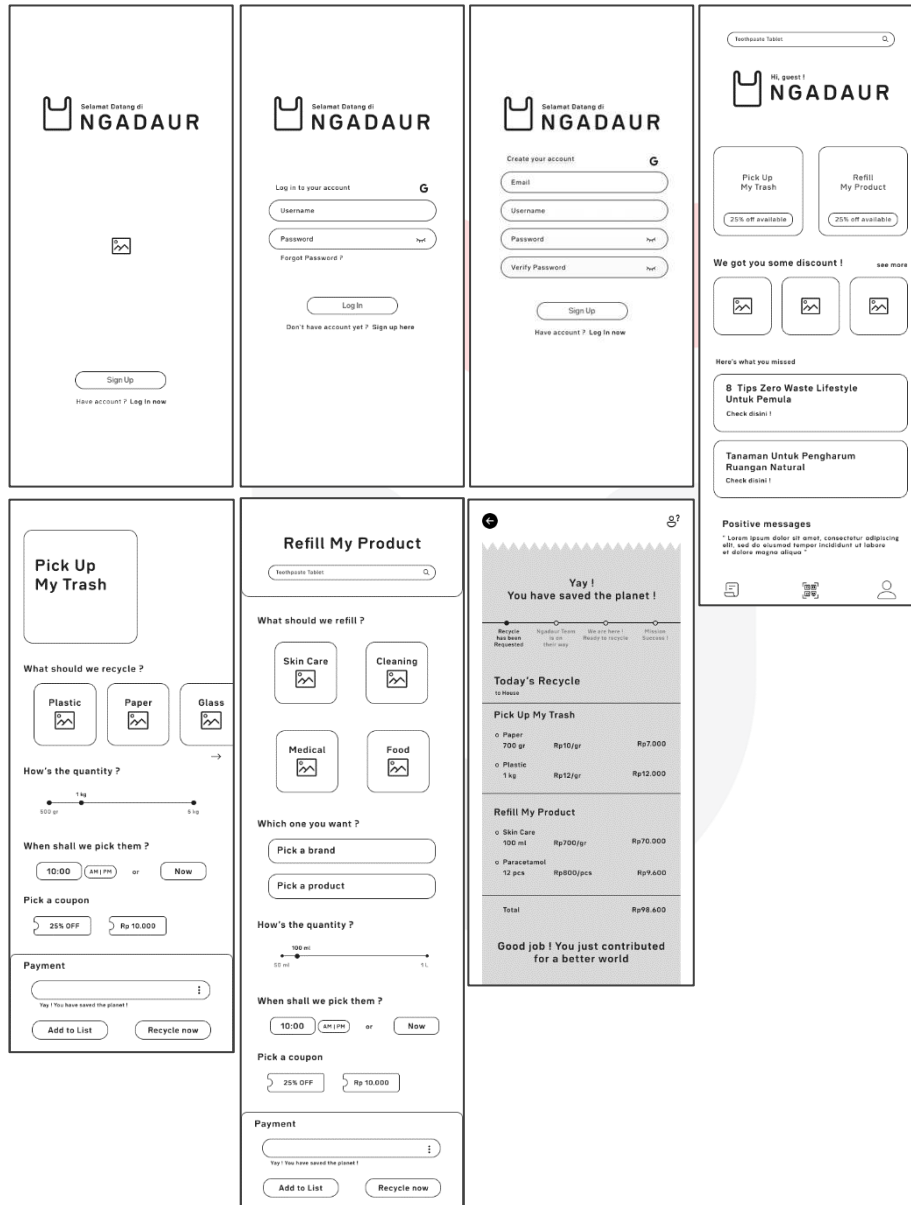 Selamat Datang di
NGADAUR
Sign Up
Have account ? Log In now
Selamat Datang di
NGADAUR
Log in to your account
G
Username
Password
Forgot Password ?
Log In
Don't have account yet ? Sign up here
Selamat Datang di
NGADAUR
Create your account
G
Email
Username
Password
Verify Password
Sign Up
Have account ? Log In now
Toothpaste Tablet
Hi, guest !
NGADAUR
Pick Up
My Trash
25% off available
Refill
My Product
25% off available
We got you some discount !
see more
Here's what you missed
8 Tips Zero Waste Lifestyle
Untuk Pemula
Check disini !
Tanaman Untuk Pengharum
Ruangan Natural
Check disini !
Positive messages
" Lorem ipsum dolor sit amat, consectetur adipiscing
elit, sed do eiusmod tempor incididunt ut labore
et dolore magna aliqua "
Pick Up
My Trash
What should we recycle ?
Plastic
Paper
Glass
How's the quantity ?
1 kg
500 gr
5 kg
When shall we pick them ?
10:00
AM | PM
or
Now
Pick a coupon
25% OFF
Rp 10.000
Payment
Yay ! You have saved the planet !
Add to List
Recycle now
Refill My Product
Toothpaste Tablet
What should we refill ?
Skin Care
Cleaning
Medical
Food
Which one you want ?
Pick a brand
Pick a product
How's the quantity ?
100 ml
50 ml
1 L
When shall we pick them ?
10:00
AM | PM
or
Now
Pick a coupon
25% OFF
Rp 10.000
Payment
Yay ! You have saved the planet !
Add to List
Recycle now
Yay !
You have saved the planet !
Recycle
has been
Requested
Ngadaur Team
is on
their way
We are here !
Ready to recycle
Mission
Success !
Today's Recycle
to House
Pick Up My Trash
Paper
700 gr Rp10/gr Rp7.000
Plastic
1 kg Rp12/gr Rp12.000
Refill My Product
Skin Care
100 ml Rp700/gr Rp70.000
Paracetamol
12 pcs Rp800/pcs Rp9.600
Total Rp98.600
Good job ! You just contributed
for a better world